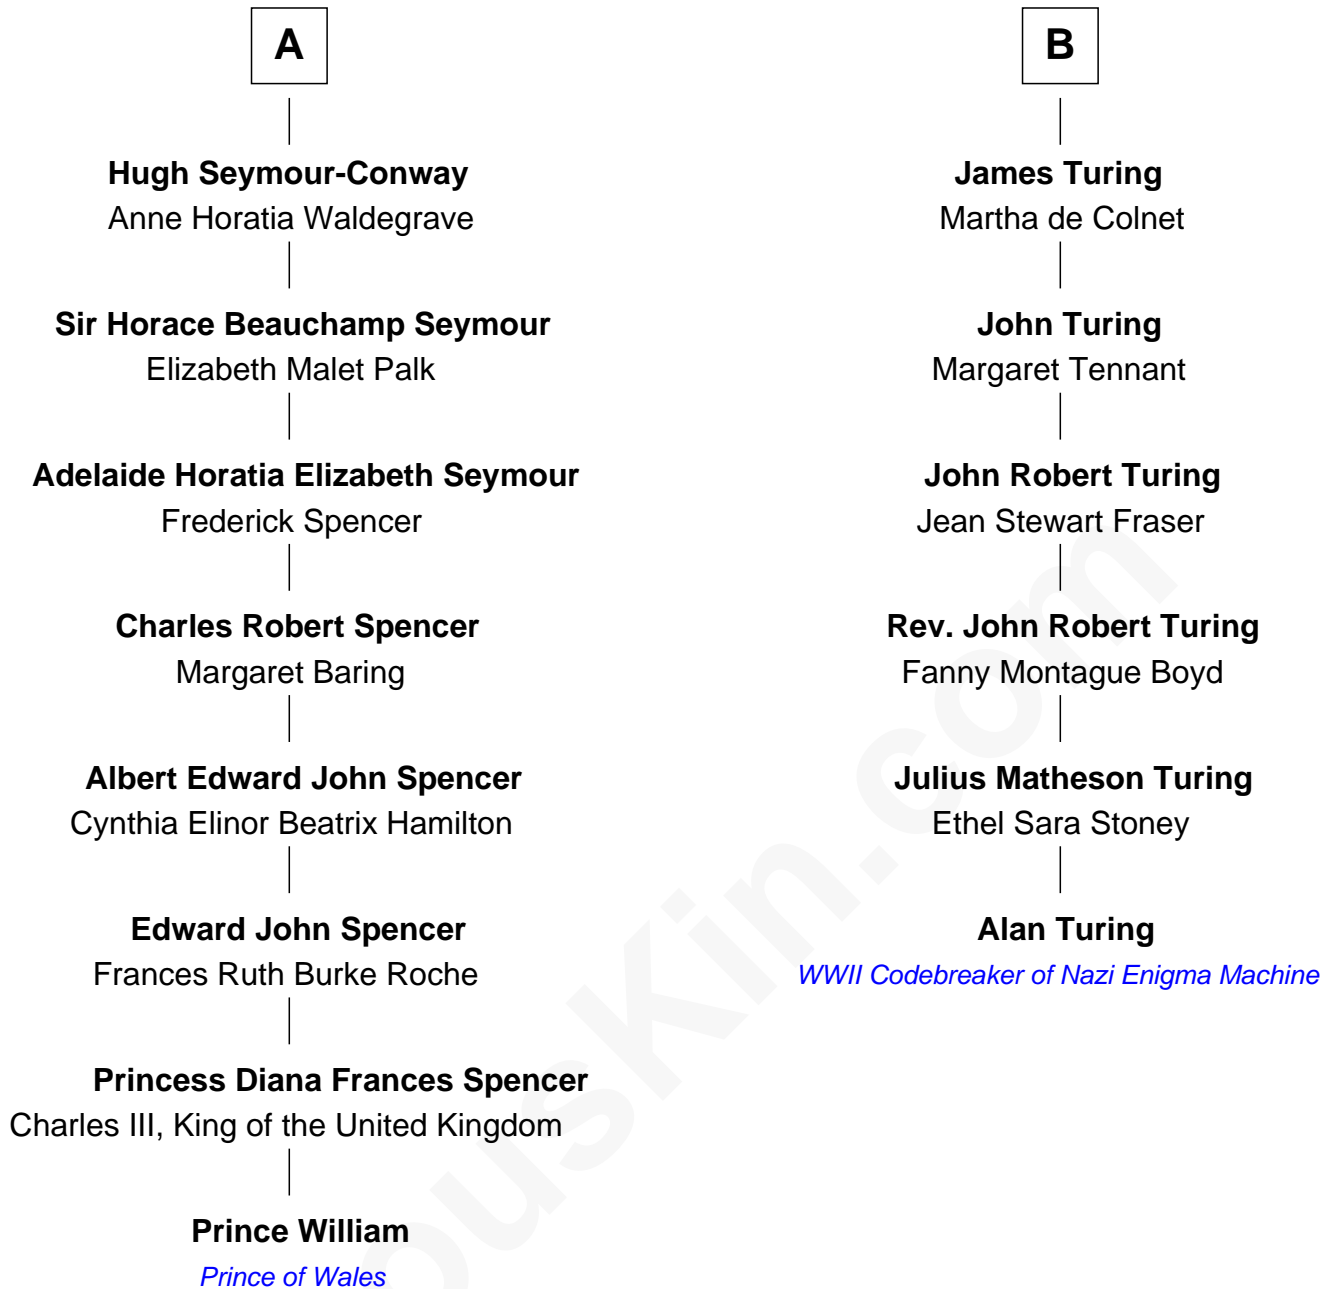 A
Hugh Seymour-Conway
Anne Horatia Waldegrave
Sir Horace Beauchamp Seymour
Elizabeth Malet Palk
Adelaide Horatia Elizabeth Seymour
Frederick Spencer
Charles Robert Spencer
Margaret Baring
Albert Edward John Spencer
Cynthia Elinor Beatrix Hamilton
Edward John Spencer
Frances Ruth Burke Roche
Princess Diana Frances Spencer
Charles III, King of the United Kingdom
Prince William
Prince of Wales
B
James Turing
Martha de Colnet
John Turing
Margaret Tennant
John Robert Turing
Jean Stewart Fraser
Rev. John Robert Turing
Fanny Montague Boyd
Julius Matheson Turing
Ethel Sara Stoney
Alan Turing
WWII Codebreaker of Nazi Enigma Machine
ousKin.com